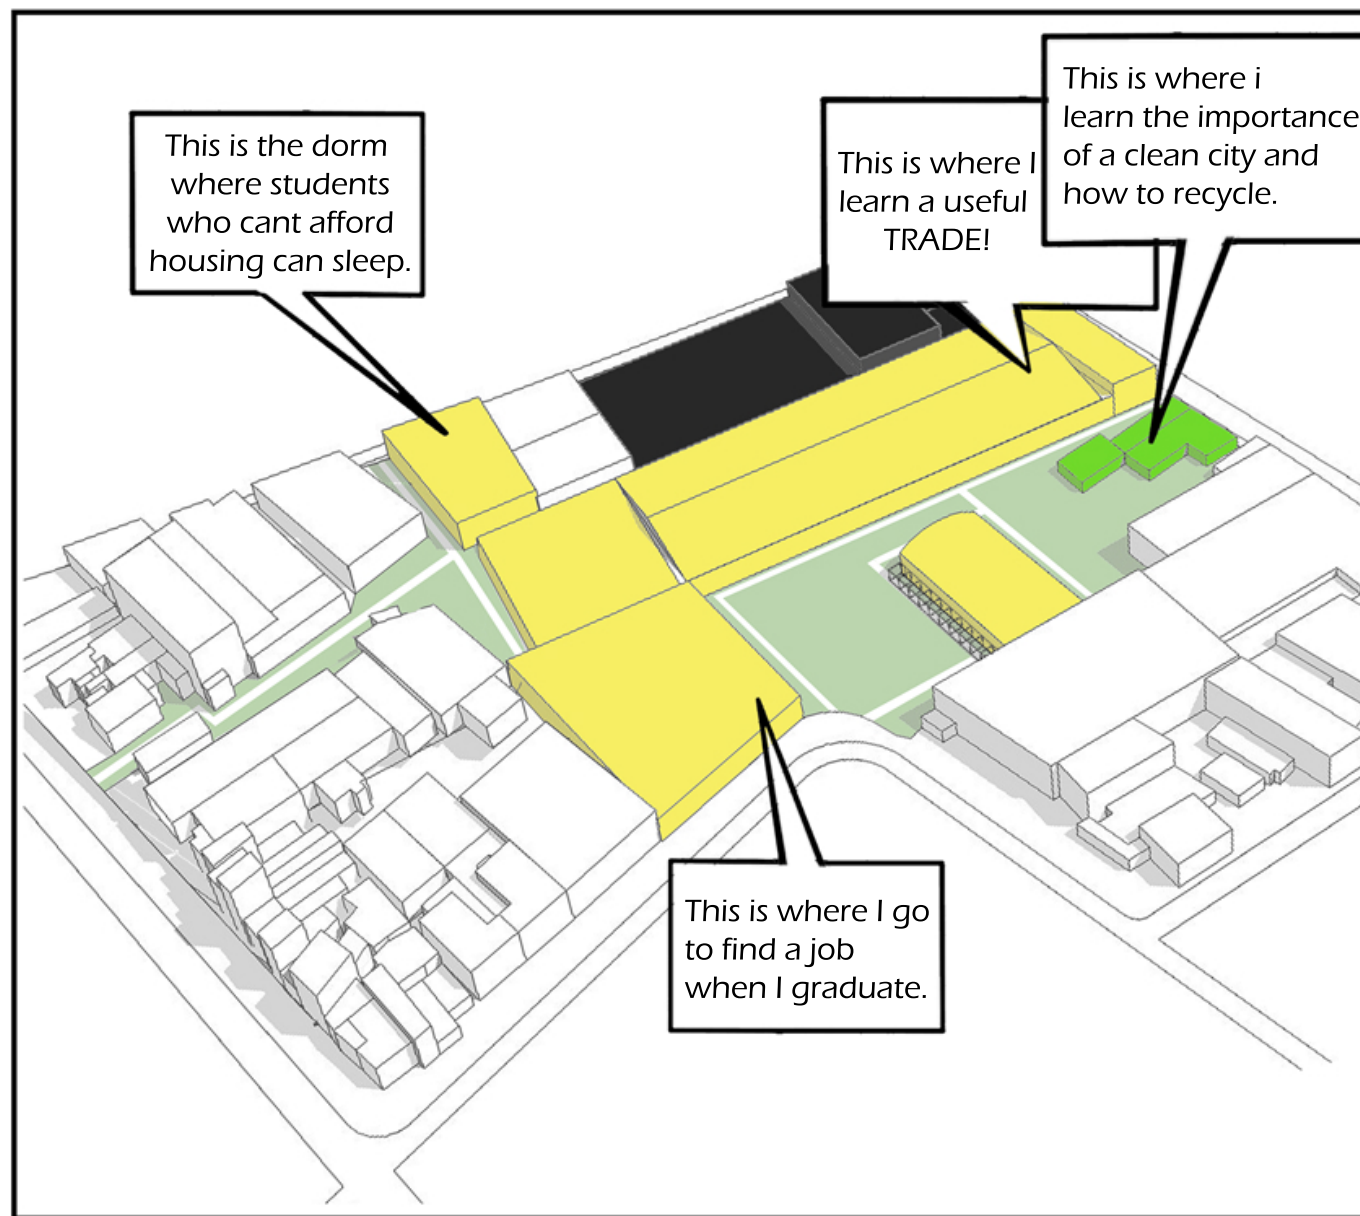 This is the dorm
where students
who cant afford
housing can sleep.
This is where I
learn a useful
TRADE!
This is where i
learn the importance
of a clean city and
how to recycle.
This is where I go
to find a job
when I graduate.